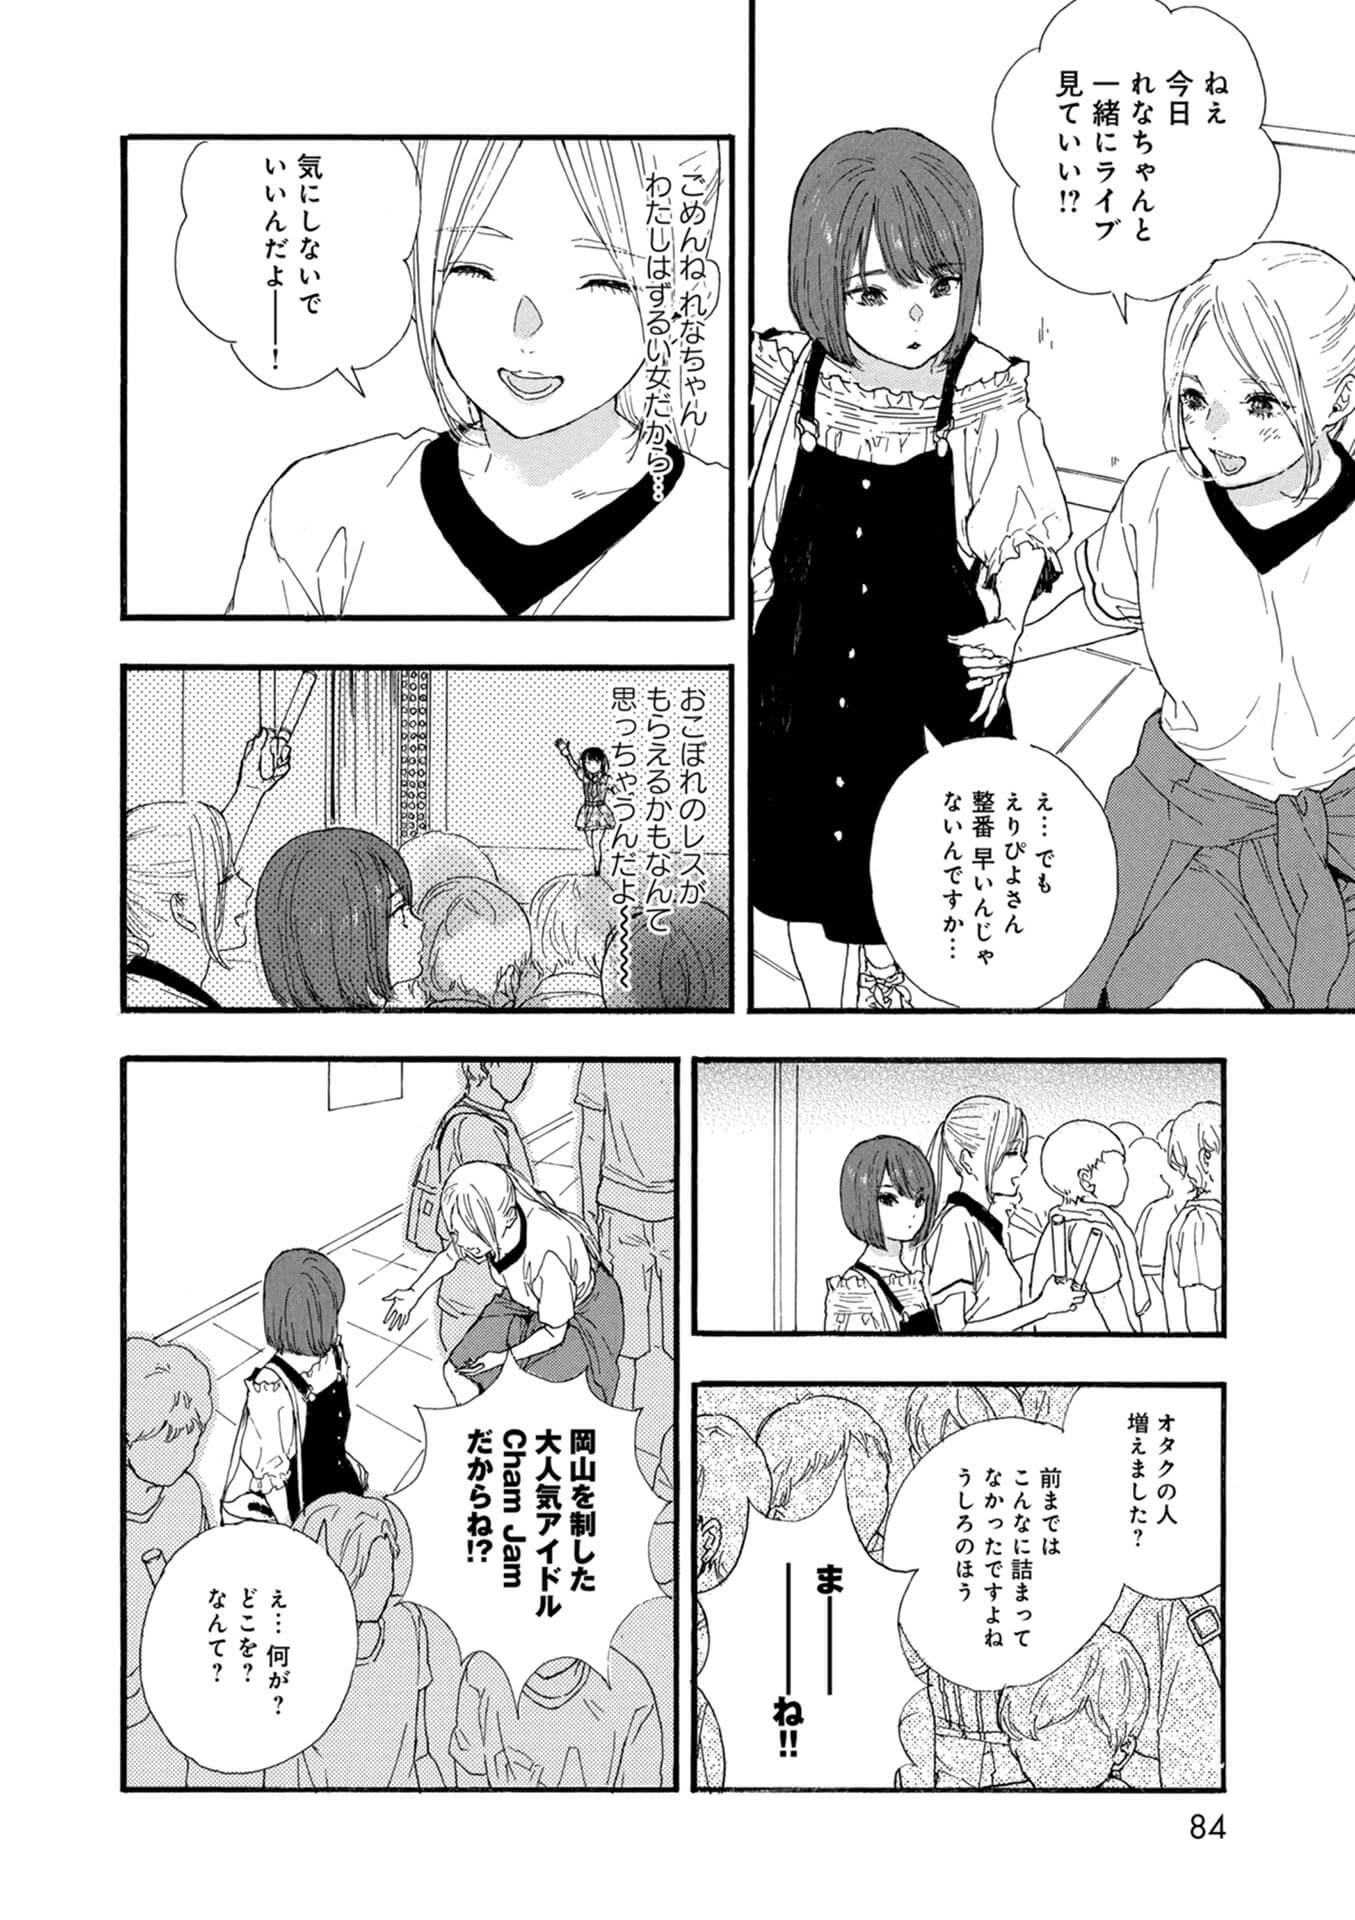 ねえ
今日
れなちゃんと
一緒にライブ
見ていい!?
え…でも
えりぴよさん
整番 早いんじゃ
ないんですか…
ごめんね れなちゃん
わたしはずるい女だから…
気にしないで
いいんだよ――!
おこぼれのレスが
もらえるかもなんて
思っちゃうんだよ〜〜〜
オタクの人
増えました?
前までは
こんなに詰まって
なかったですよね
うしろのほう
ま――――
――――ね!!
岡山を制した
大人気アイドル
Cham Jam
だからね!?
え… 何が?
どこを?
なんて?
84